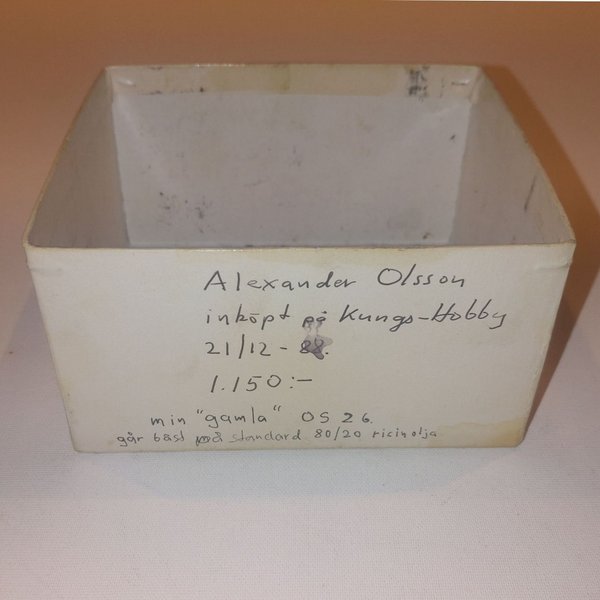 Alexander Olsson
inköpt på Kungs-Hobby
21/12-88.
1.150:-
min "gamla" OS 26.
går bäst på standard 80/20 ricinolja